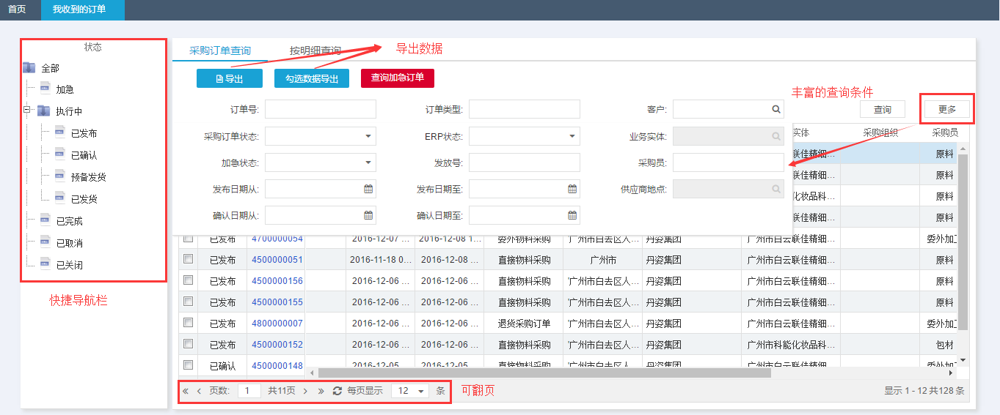 首页 我收到的订单
状态
全部
加急
执行中
已发布
已确认
预备发货
已发货
已完成
已取消
已关闭
快捷导航栏
采购订单查询 按明细查询 导出数据
导出 勾选数据导出 查询加急订单
丰富的查询条件
订单号: 订单类型: 客户: 查询 更多
采购订单状态: ERP状态: 业务实体:
加急状态: 发放号: 采购员:
发布日期从: 发布日期至: 供应商地点:
确认日期从: 确认日期至:
实体 采购组织 采购员
联佳精细... 原料
联佳精细... 原料
化妆品科... 原料
联佳精细... 原料
已发布 4700000054 2016-12-07 ... 2016-12-08 1... 委外物料采购 '广州市白去区人... 丹姿集团 广州市白云联佳精细... 委外加工
已发布 4500000051 2016-11-18 0... 2016-12-08 ... 直接物料采购 广州市 丹姿集团 广州市白云联佳精细... 原料
已发布 4500000156 2016-12-06 ... 2016-12-06 ... 直接物料采购 '广州市白去区人... 丹姿集团 广州市白云联佳精细... 原料
已发布 4500000155 2016-12-06 ... 2016-12-06 ... 直接物料采购 '广州市白去区人... 丹姿集团 广州市白云联佳精细... 原料
已发布 4800000007 2016-12-06 ... 2016-12-06 ... 退货采购订单 '广州市白去区人... 丹姿集团 广州市白云联佳精细... 委外加工
已发布 4500000152 2016-12-06 ... 2016-12-06 ... 直接物料采购 '广州市白去区人... 丹姿集团 广州市科能化妆品科... 包材
已确认 4500000148 2016-12-05 2016-12-05 直接物料采购 '广州市白去区人... 丹姿集团 广州市白云联佳精细... 委外加工
« ‹ 页数: 1 共11页 › » 每页显示 12 条 可翻页 显示 1 - 12 共128 条